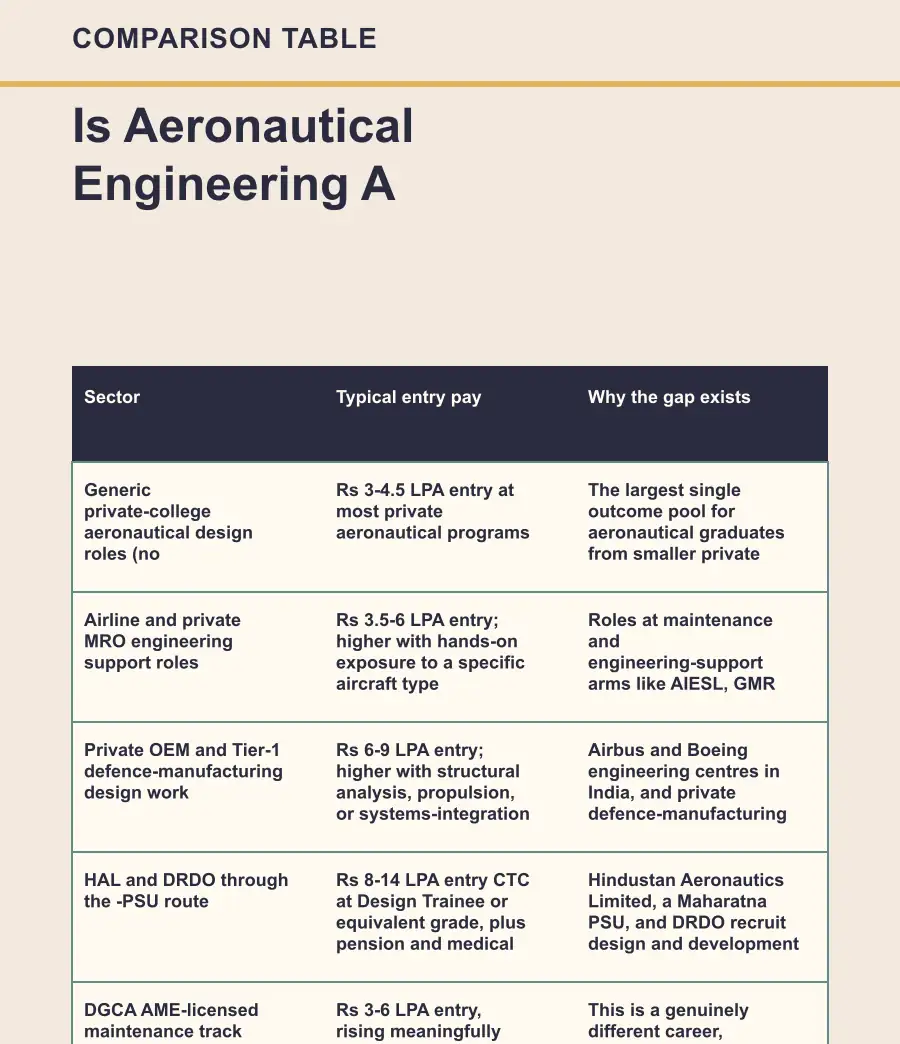 COMPARISON TABLE
Is Aeronautical
Engineering A
Sector
Typical entry pay
Why the gap exists
Generic
private-college
aeronautical design
roles (no
Rs 3-4.5 LPA entry at
most private
aeronautical programs
The largest single
outcome pool for
aeronautical graduates
from smaller private
Airline and private
MRO engineering
support roles
Rs 3.5-6 LPA entry;
higher with hands-on
exposure to a specific
aircraft type
Roles at maintenance
and
engineering-support
arms like AIESL, GMR
Private OEM and Tier-1
defence-manufacturing
design work
Rs 6-9 LPA entry;
higher with structural
analysis, propulsion,
or systems-integration
Airbus and Boeing
engineering centres in
India, and private
defence-manufacturing
HAL and DRDO through
the -PSU route
Rs 8-14 LPA entry CTC
at Design Trainee or
equivalent grade, plus
pension and medical
Hindustan Aeronautics
Limited, a Maharatna
PSU, and DRDO recruit
design and development
DGCA AME-licensed
maintenance track
Rs 3-6 LPA entry,
rising meaningfully
This is a genuinely
different career,